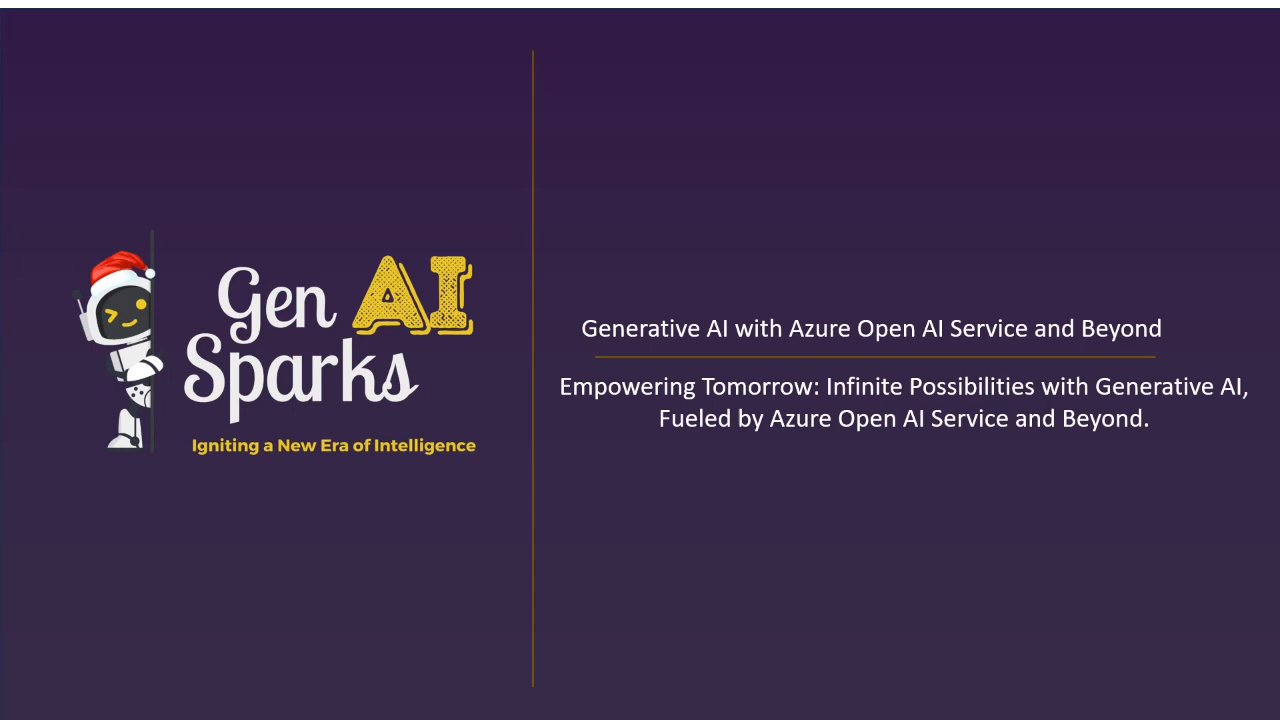 Gen AI
Sparks
Igniting a New Era of Intelligence
Generative AI with Azure Open AI Service and Beyond
Empowering Tomorrow: Infinite Possibilities with Generative AI,
Fueled by Azure Open AI Service and Beyond.